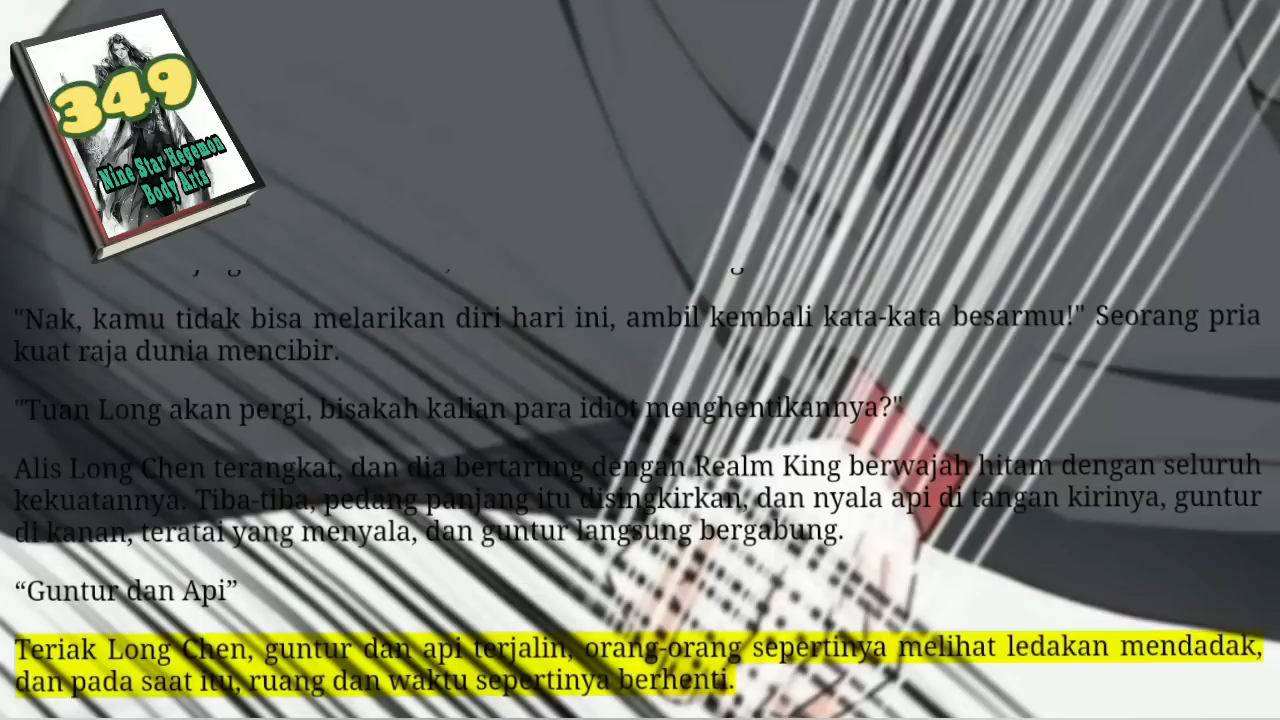 349
Nine Star Hegemon
Body Arts
"Nak, kamu tidak bisa melarikan diri hari ini, ambil kembali kata-kata besarmu!" Seorang pria
kuat raja dunia mencibir.
"Tuan Long akan pergi, bisakah kalian para idiot menghentikannya?"
Alis Long Chen terangkat, dan dia bertarung dengan Realm King berwajah hitam dengan seluruh
kekuatannya. Tiba-tiba, pedang panjang itu disingkirkan, dan nyala api di tangan kirinya, guntur
di kanan, teratai yang menyala, dan guntur langsung bergabung.
“Guntur dan Api”
Teriak Long Chen, guntur dan api terjalin, orang-orang sepertinya melihat ledakan mendadak,
dan pada saat itu, ruang dan waktu sepertinya berhenti.